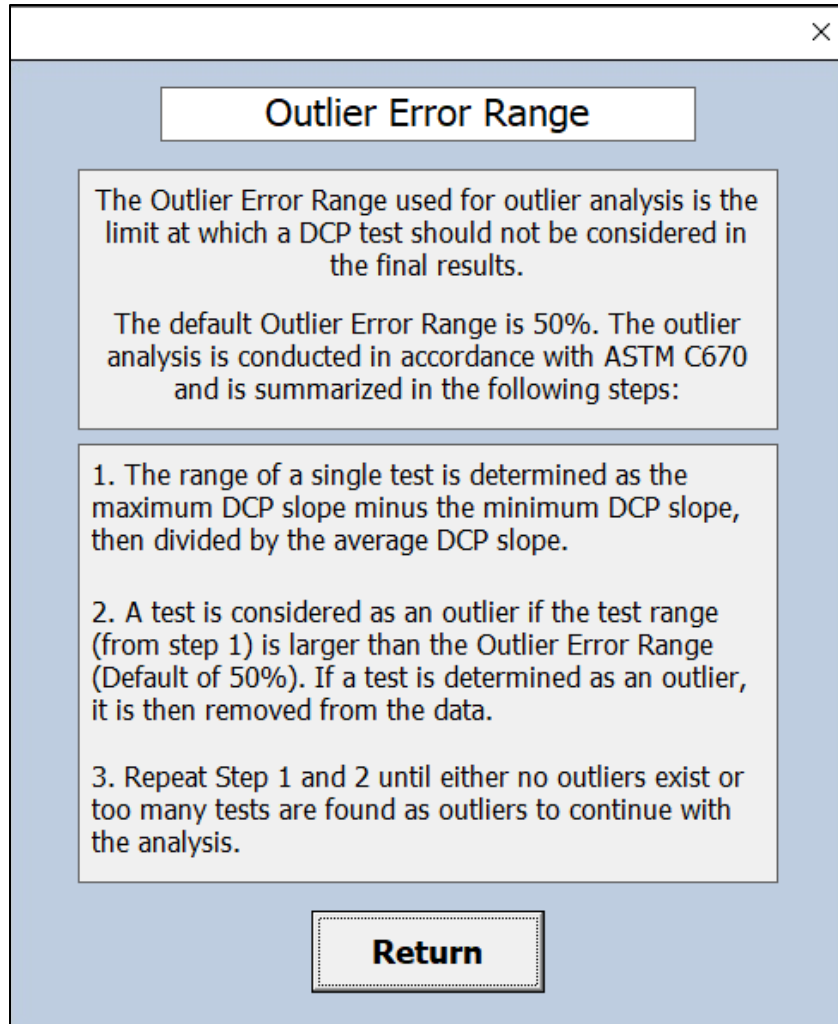 Outlier Error Range
The Outlier Error Range used for outlier analysis is the
limit at which a DCP test should not be considered in
the final results.
The default Outlier Error Range is 50%. The outlier
analysis is conducted in accordance with ASTM C670
and is summarized in the following steps:
1. The range of a single test is determined as the
maximum DCP slope minus the minimum DCP slope,
then divided by the average DCP slope.
2. A test is considered as an outlier if the test range
(from step 1) is larger than the Outlier Error Range
(Default of 50%). If a test is determined as an outlier,
it is then removed from the data.
3. Repeat Step 1 and 2 until either no outliers exist or
too many tests are found as outliers to continue with
the analysis.
Return